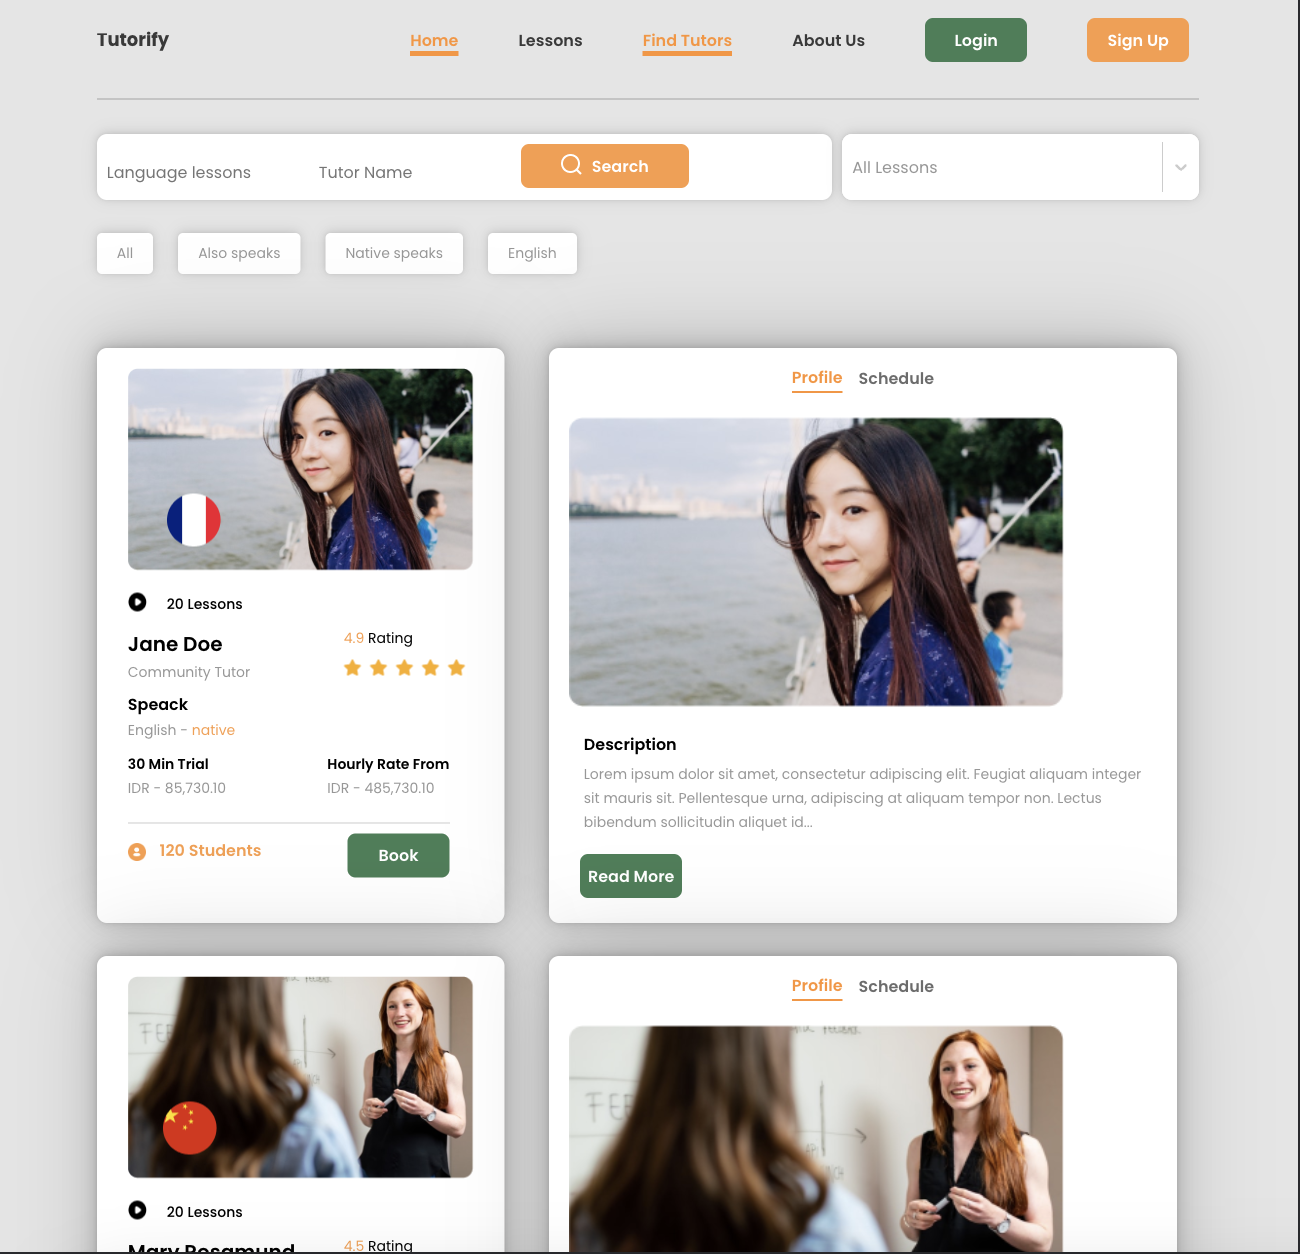 Tutorify
Home
Lessons
Find Tutors
About Us
Login
Sign Up
Language lessons
Tutor Name
Search
All Lessons
All
Also speaks
Native speaks
English
20 Lessons
Jane Doe
4.9 Rating
Community Tutor
Speack
English - native
30 Min Trial
Hourly Rate From
IDR - 85,730.10
IDR - 485,730.10
120 Students
Book
Profile
Schedule
Description
Lorem ipsum dolor sit amet, consectetur adipiscing elit. Feugiat aliquam integer
sit mauris sit. Pellentesque urna, adipiscing at aliquam tempor non. Lectus
bibendum sollicitudin aliquet id...
Read More
20 Lessons
Mary Rosamund
4.5 Rating
Profile
Schedule